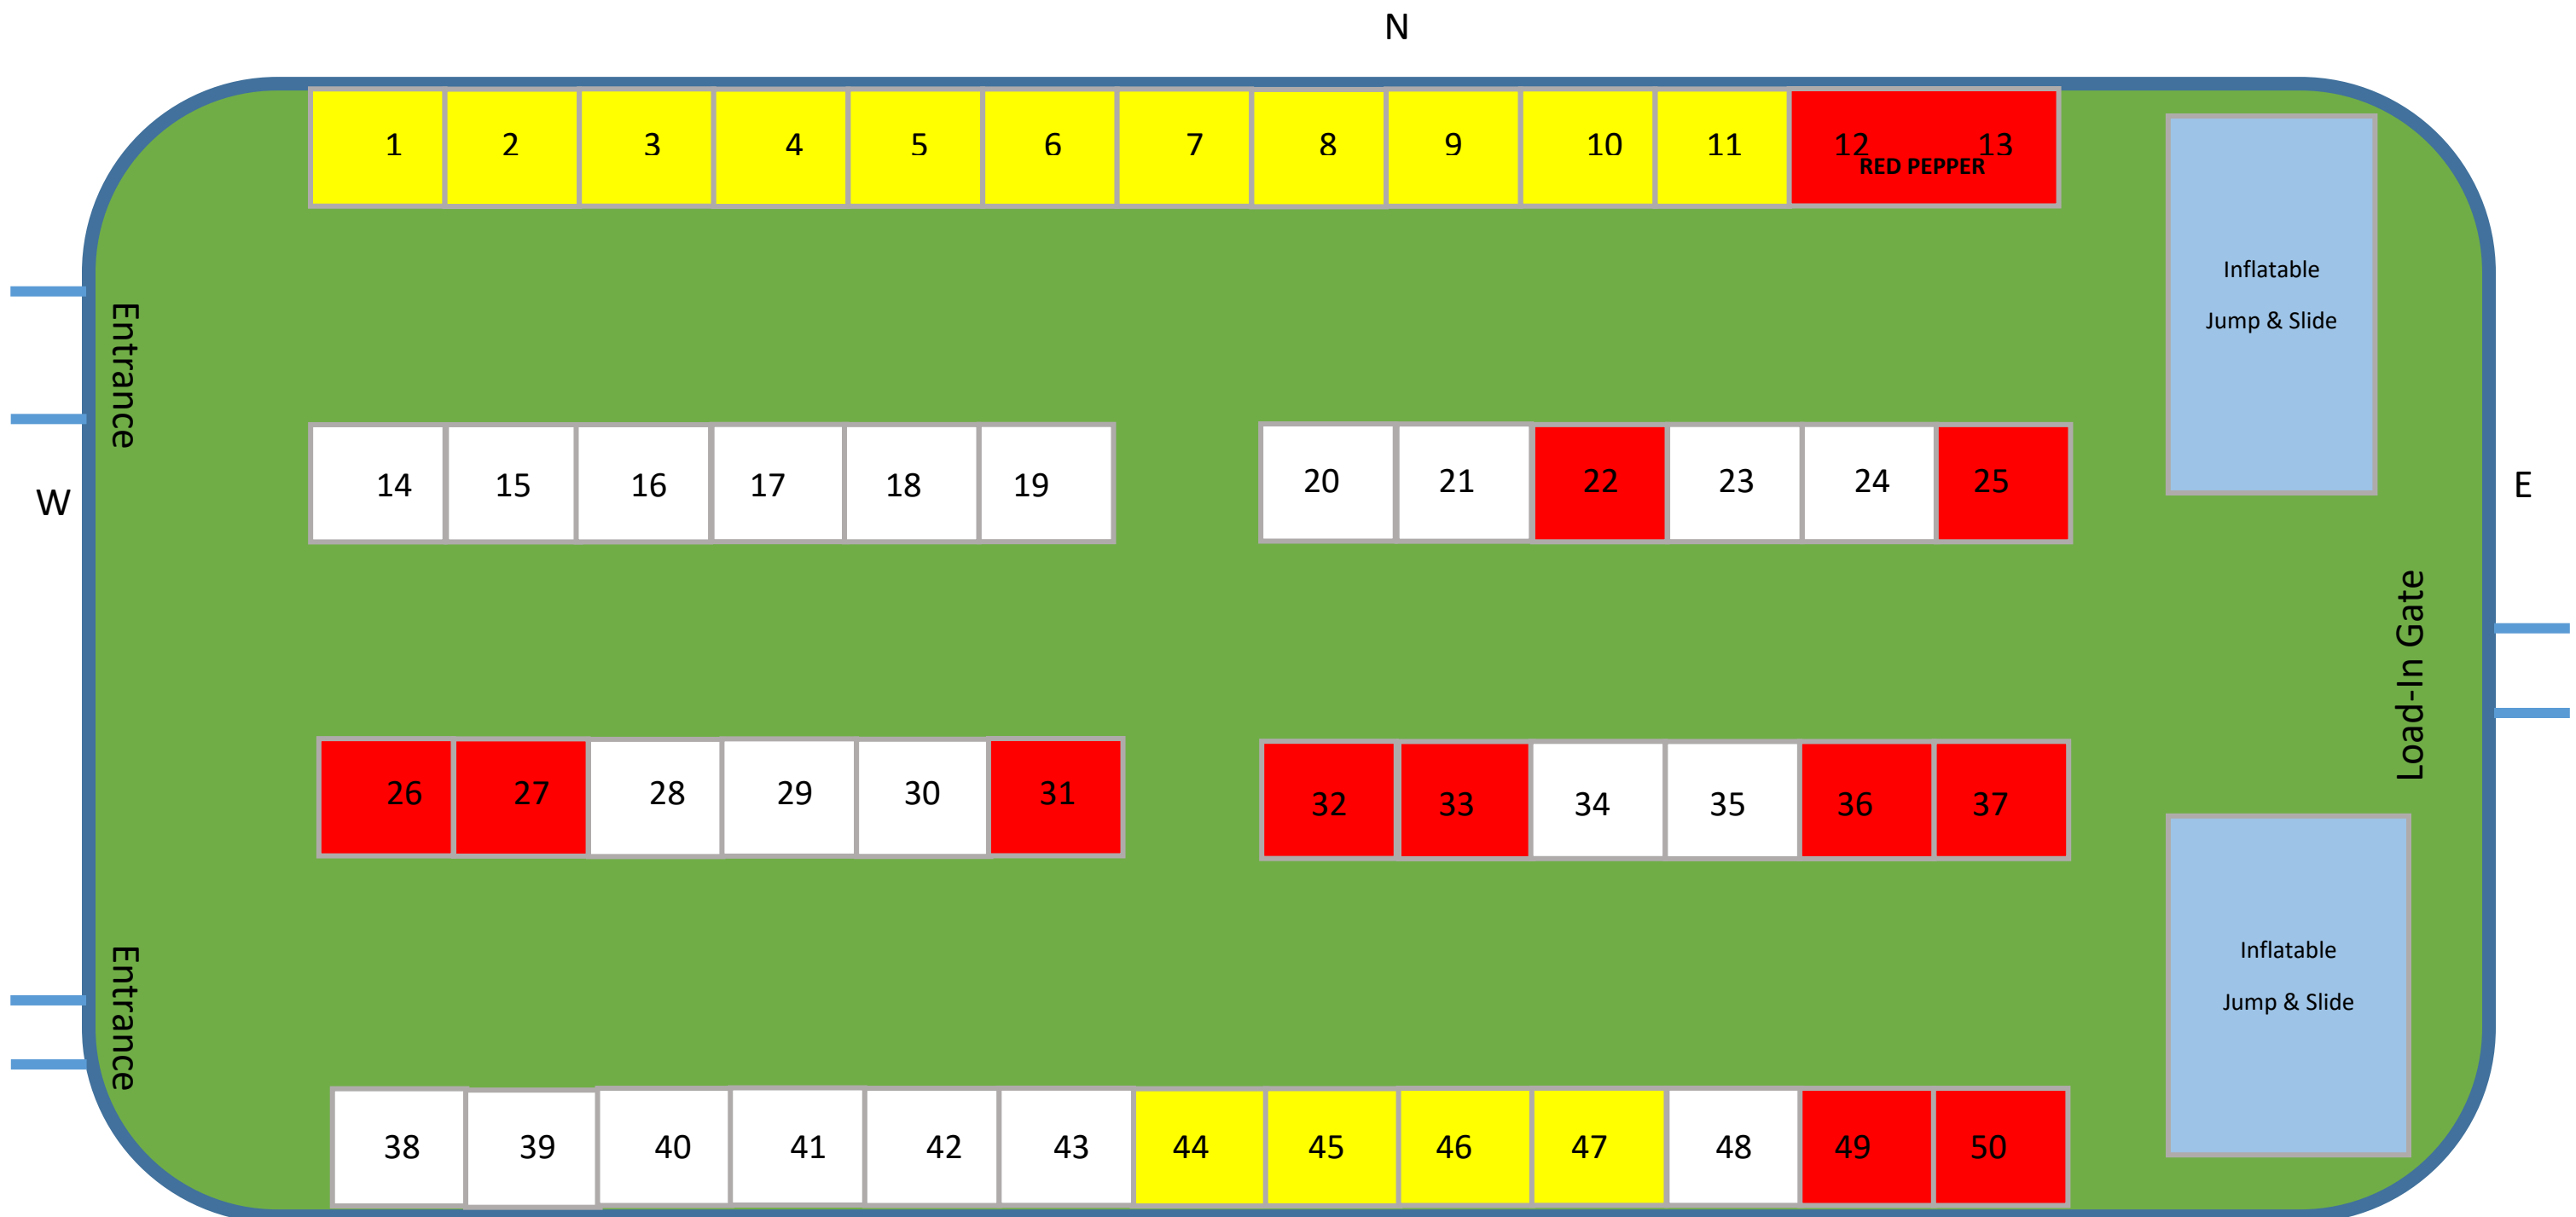 N
1 2 3 4 5 6 7 8 9 10 11 12 13
RED PEPPER
Inflatable
Jump & Slide
Entrance
14 15 16 17 18 19 20 21 22 23 24 25
W
E
Load-In Gate
26 27 28 29 30 31 32 33 34 35 36 37
Inflatable
Jump & Slide
Entrance
38 39 40 41 42 43 44 45 46 47 48 49 50